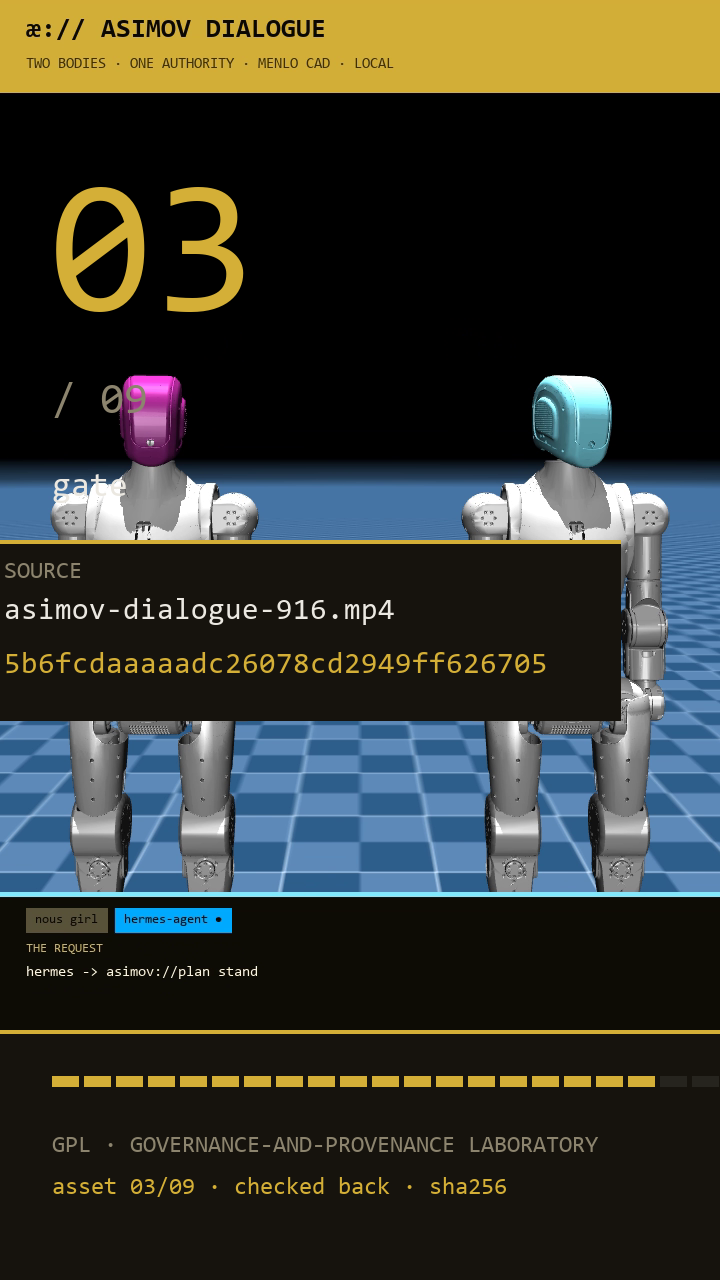 æ:// ASIMOV DIALOGUE
TWO BODIES · ONE AUTHORITY · MENLO CAD · LOCAL
03
/ 09
gate
SOURCE
asimov-dialogue-916.mp4
5b6fcdaaaaadc26078cd2949ff626705
nous girl
hermes-agent ●
THE REQUEST
hermes -> asimov://plan stand
GPL · GOVERNANCE-AND-PROVENANCE LABORATORY
asset 03/09 · checked back · sha256